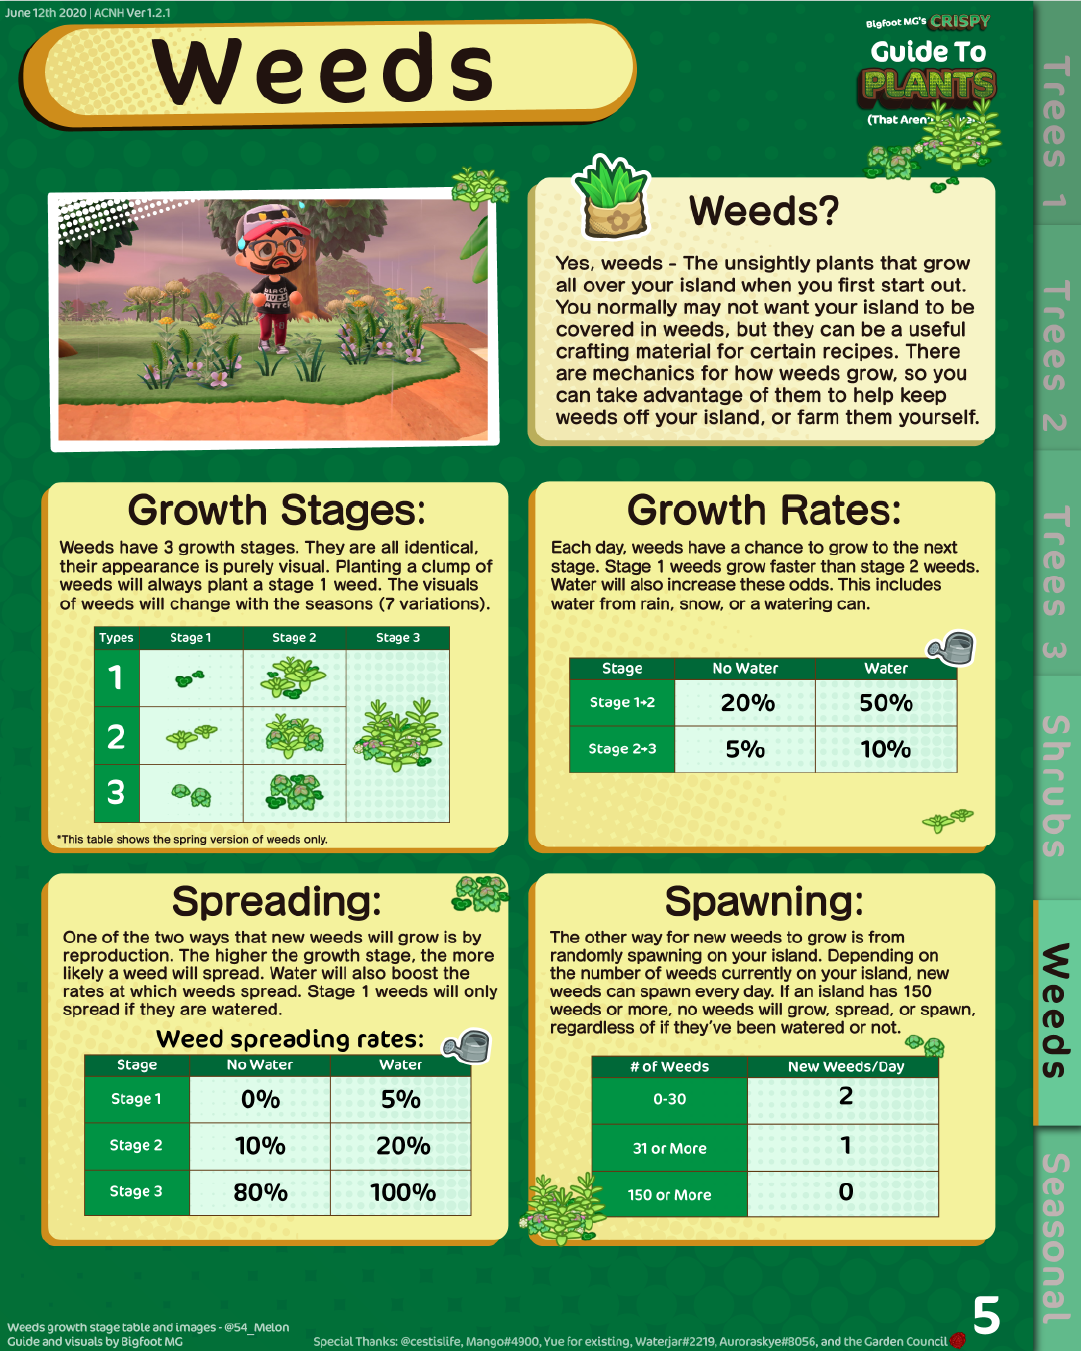 June 12th 2020 | ACNH Ver 1.2.1
Weeds
Bigfoot MG's CRISPY
Guide To
PLANTS
(That Aren't
BLACK
LIVES
MATTER
Weeds?
Yes, weeds - The unsightly plants that grow
all over your island when you first start out.
You normally may not want your island to be
covered in weeds, but they can be a useful
crafting material for certain recipes. There
are mechanics for how weeds grow, so you
can take advantage of them to help keep
weeds off your island, or farm them yourself.
Growth Stages:
Weeds have 3 growth stages. They are all identical,
their appearance is purely visual. Planting a clump of
weeds will always plant a stage 1 weed. The visuals
of weeds will change with the seasons (7 variations).
Types Stage 1 Stage 2 Stage 3
1
2
3
*This table shows the spring version of weeds only.
Growth Rates:
Each day, weeds have a chance to grow to the next
stage. Stage 1 weeds grow faster than stage 2 weeds.
Water will also increase these odds. This includes
water from rain, snow, or a watering can.
Stage No Water Water
Stage 1→2 20% 50%
Stage 2→3 5% 10%
Spreading:
One of the two ways that new weeds will grow is by
reproduction. The higher the growth stage, the more
likely a weed will spread. Water will also boost the
rates at which weeds spread. Stage 1 weeds will only
spread if they are watered.
Weed spreading rates:
Stage No Water Water
Stage 1 0% 5%
Stage 2 10% 20%
Stage 3 80% 100%
Spawning:
The other way for new weeds to grow is from
randomly spawning on your island. Depending on
the number of weeds currently on your island, new
weeds can spawn every day. If an island has 150
weeds or more, no weeds will grow, spread, or spawn,
regardless of if they've been watered or not.
# of Weeds New Weeds/Day
0-30 2
31 or More 1
150 or More 0
Trees 1
Trees 2
Trees 3
Shrubs
Weeds
Seasonal
5
Weeds growth stage table and images - @54_Melon
Guide and visuals by Bigfoot MG
Special Thanks: @cestislife, Mango#4900, Yue for existing, Waterjar#2219, Auroraskye#8056, and the Garden Council